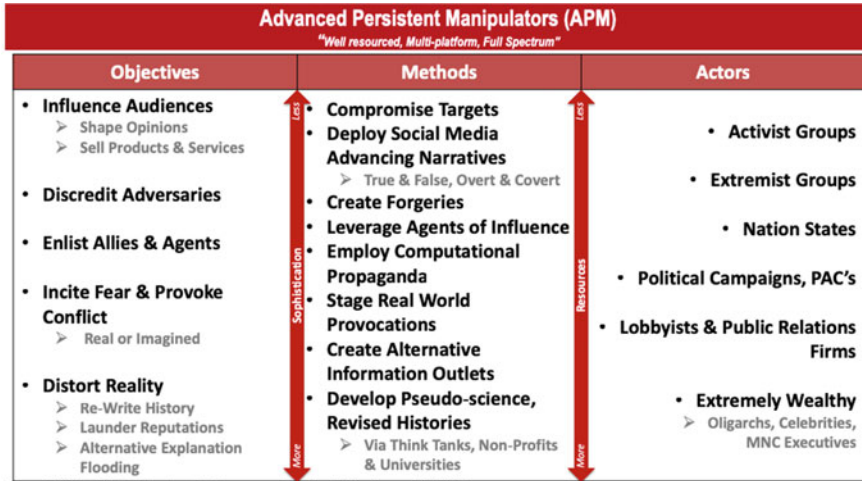 Advanced Persistent Manipulators (APM)
“Well resourced, Multi-platform, Full Spectrum”
Objectives
• Influence Audiences
➢ Shape Opinions
➢ Sell Products & Services
• Discredit Adversaries
• Enlist Allies & Agents
• Incite Fear & Provoke
Conflict
➢ Real or Imagined
• Distort Reality
➢ Re-Write History
➢ Launder Reputations
➢ Alternative Explanation
Flooding
Less
Sophistication
More
Methods
• Compromise Targets
• Deploy Social Media
Advancing Narratives
➢ True & False, Overt & Covert
• Create Forgeries
• Leverage Agents of Influence
• Employ Computational
Propaganda
• Stage Real World
Provocations
• Create Alternative
Information Outlets
• Develop Pseudo-science,
Revised Histories
➢ Via Think Tanks, Non-Profits
& Universities
Less
Resources
More
Actors
• Activist Groups
• Extremist Groups
• Nation States
• Political Campaigns, PAC’s
• Lobbyists & Public Relations
Firms
• Extremely Wealthy
➢ Oligarchs, Celebrities,
MNC Executives